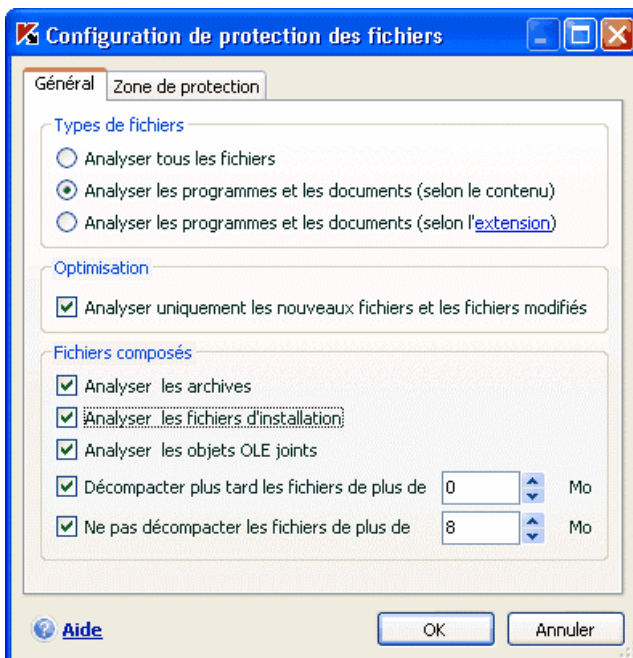 Configuration de protection des fichiers
Général Zone de protection
Types de fichiers
Analyser tous les fichiers
Analyser les programmes et les documents (selon le contenu)
Analyser les programmes et les documents (selon l'extension)
Optimisation
Analyser uniquement les nouveaux fichiers et les fichiers modifiés
Fichiers composés
Analyser les archives
Analyser les fichiers d'installation
Analyser les objets OLE joints
Décompacter plus tard les fichiers de plus de 0 Mo
Ne pas décompacter les fichiers de plus de 8 Mo
Aide OK Annuler